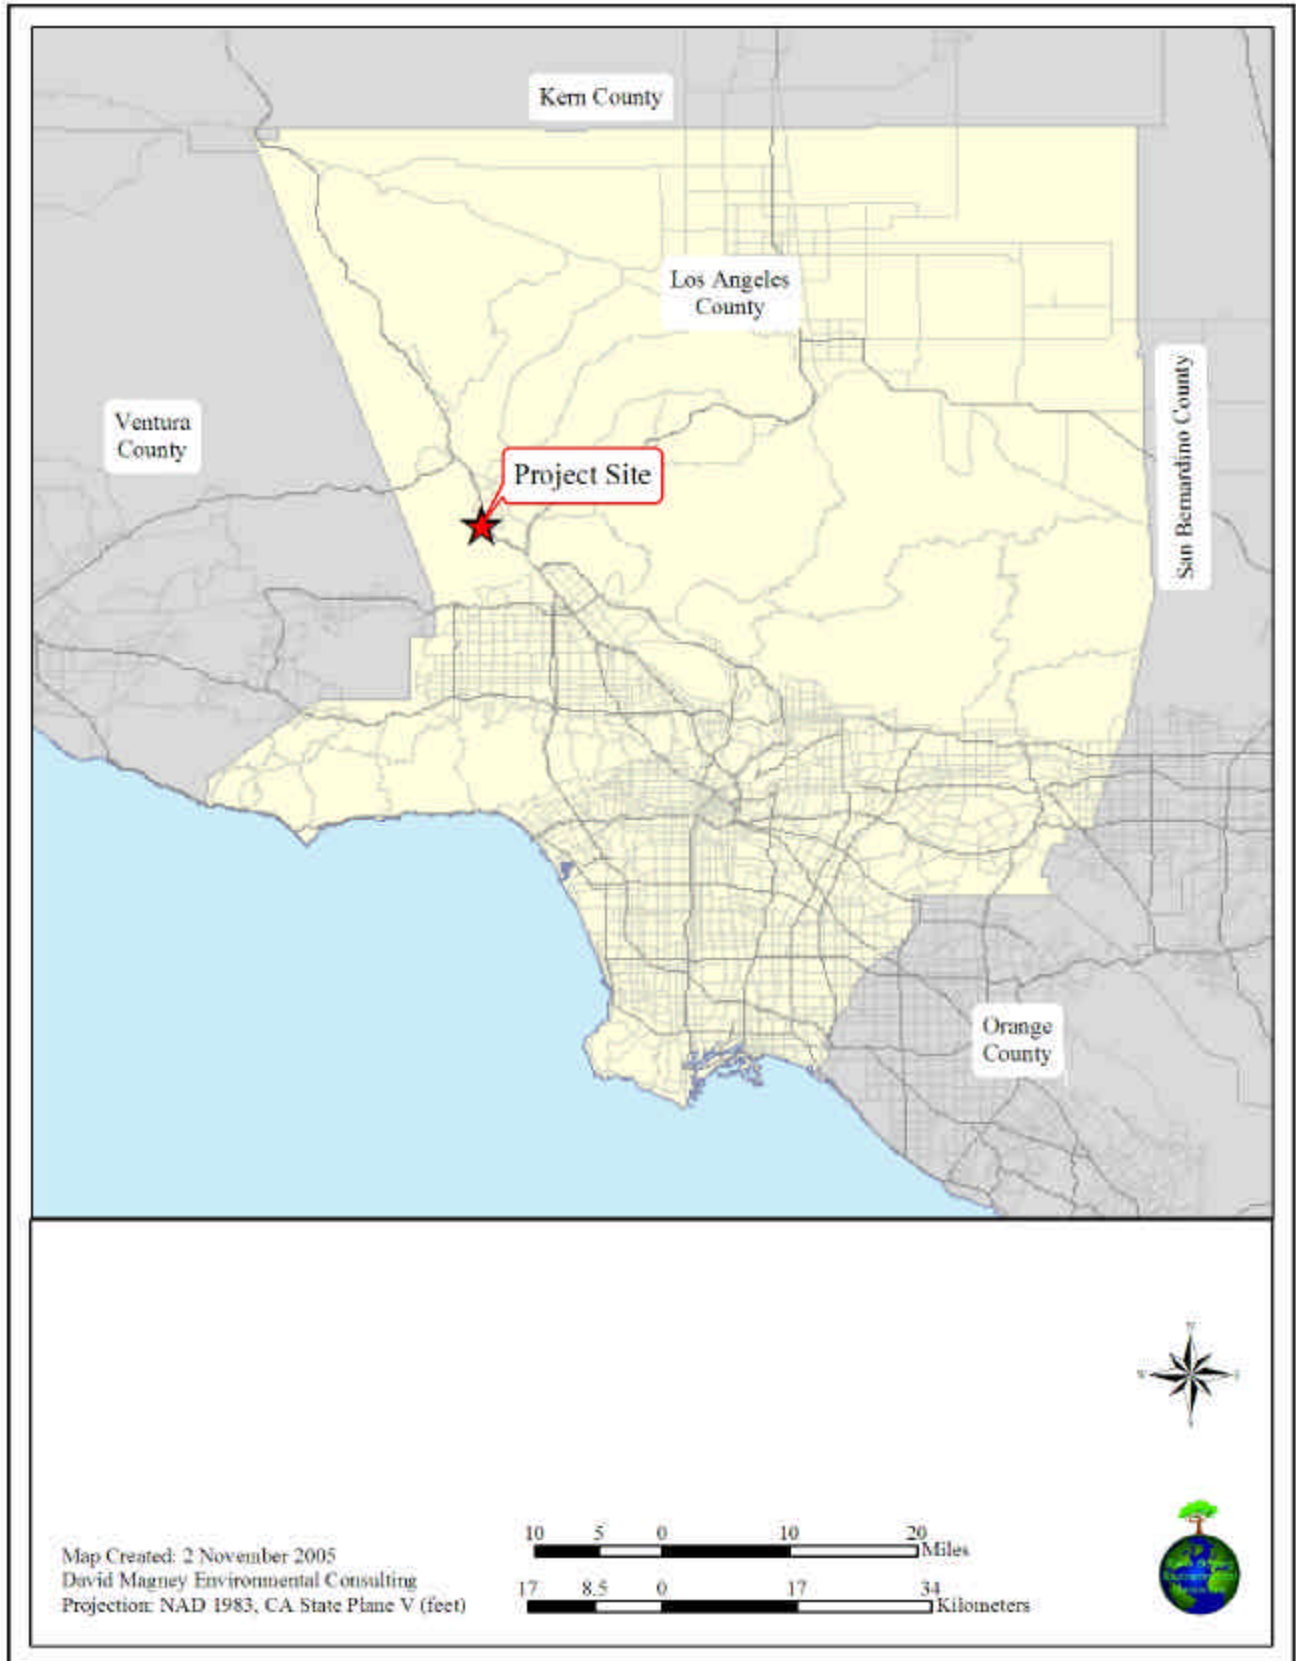 Kern County
Los Angeles
County
Ventura
County
Project Site
San Bernardino County
Orange
County
N
W
S
10 5 0 10 20
Miles
17 8.5 0 17 34
Kilometers
Map Created: 2 November 2005
David Magney Environmental Consulting
Projection: NAD 1983, CA State Plane V (feet)